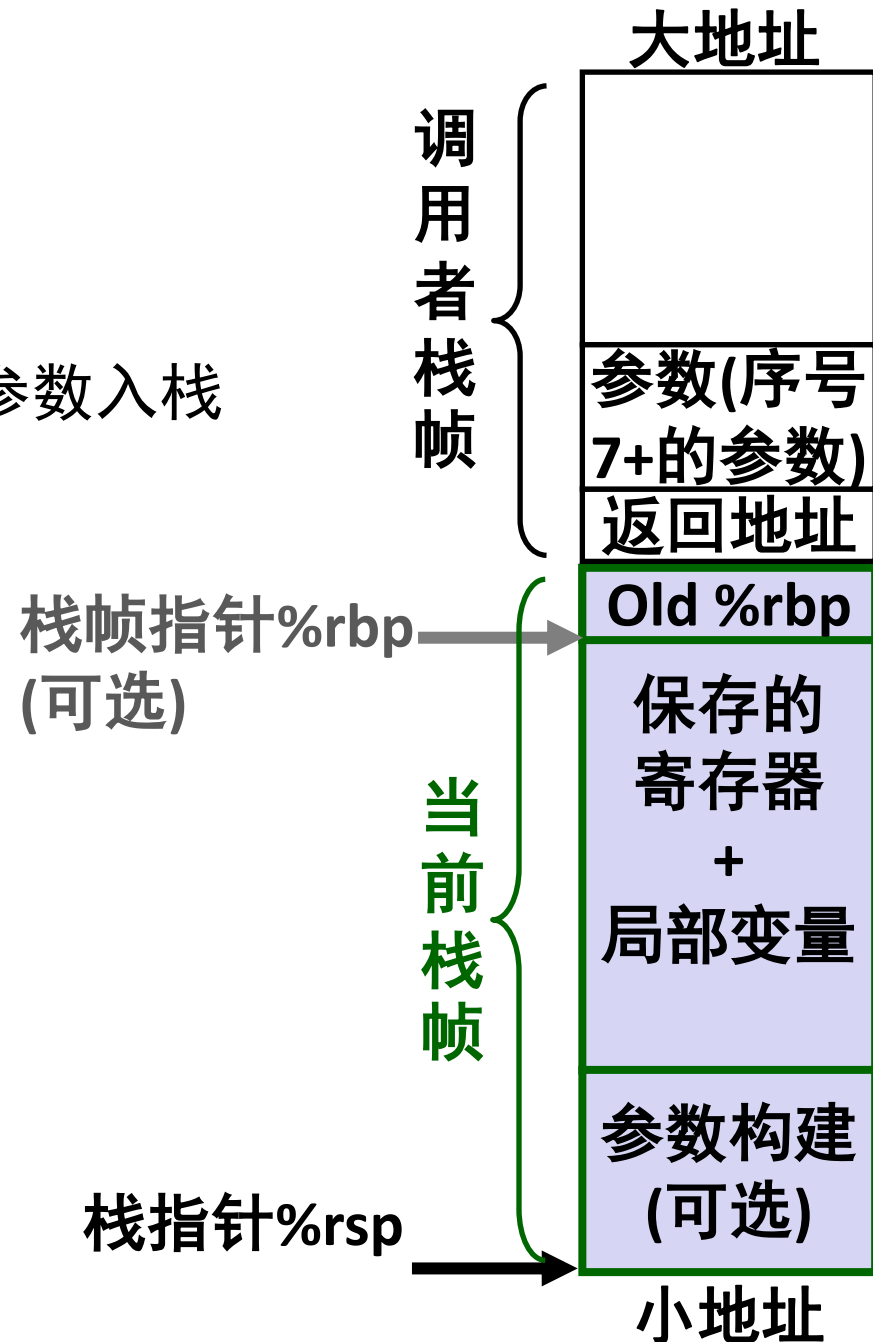 大地址
调用者栈帧
参数(序号
7+的参数)
返回地址
参数入栈
Old %rbp
栈帧指针%rbp
(可选)
保存的
寄存器
+
局部变量
当前栈帧
参数构建
(可选)
栈指针%rsp
小地址